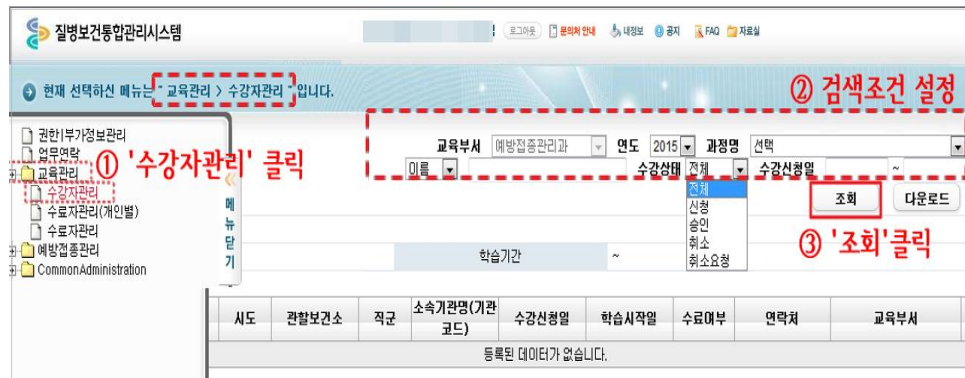 질병보건통합관리시스템
로그아웃 문의처 안내 내정보 공지 FAQ 자료실
현재 선택하신 메뉴는 " 교육관리 > 수강자관리 " 입니다.
② 검색조건 설정
권한|부가정보관리
업무연락
교육관리
① '수강자관리' 클릭
수강자관리
수료자관리(개인별)
수료자관리
예방접종관리
CommonAdministration
메뉴닫기
교육부서 예방접종관리과 연도 2015 과정명 선택
이름 수강상태 전체 수강신청일 ~
전체
신청
승인
취소
취소요청
조회 다운로드
③ '조회'클릭
학습기간 ~
시도 관할보건소 직군 소속기관명(기관코드) 수강신청일 학습시작일 수료여부 연락처 교육부서
등록된 데이터가 없습니다.